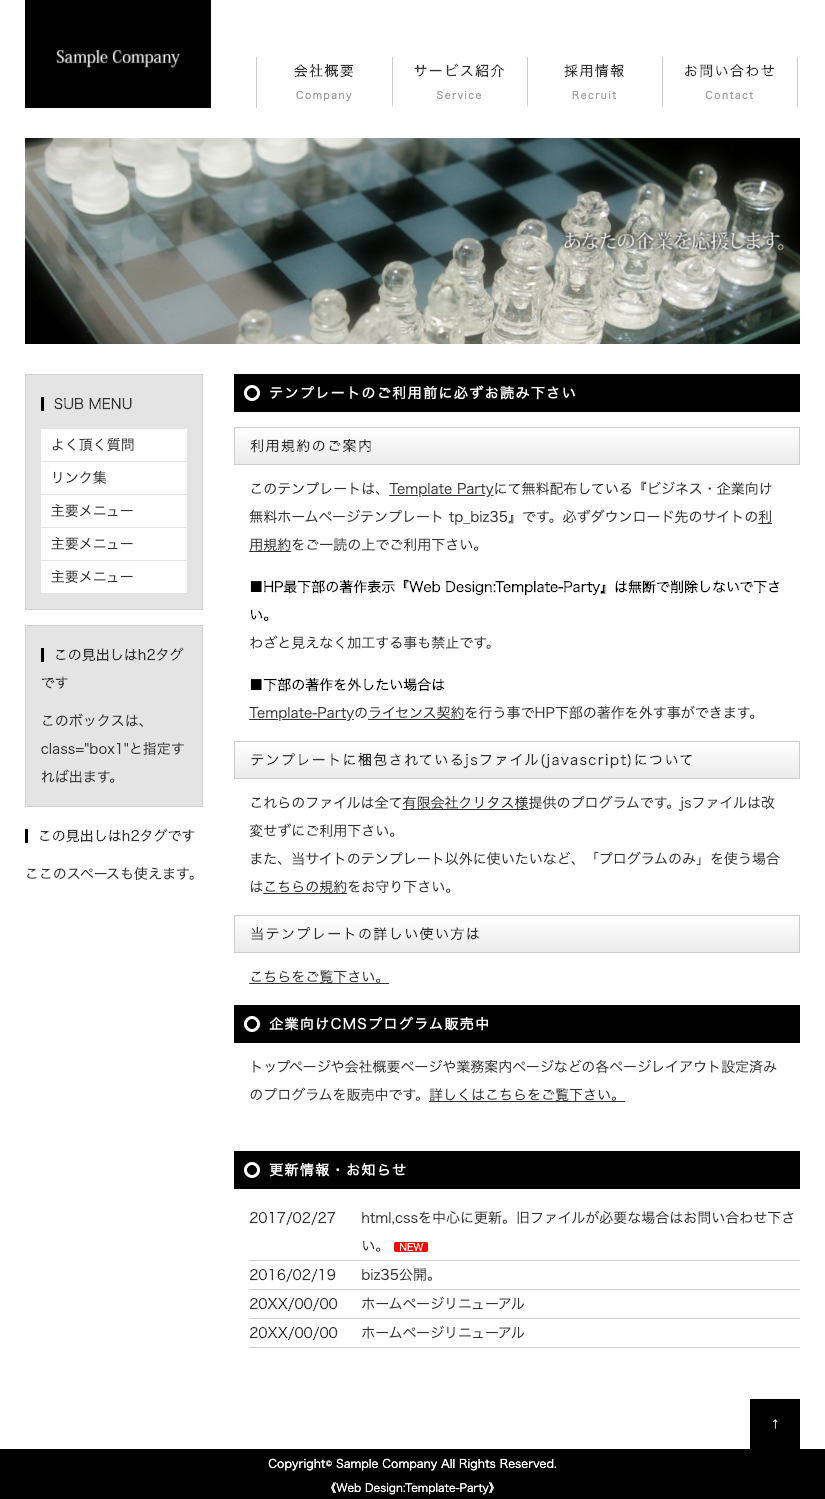 Sample Company
会社概要
Company
サービス紹介
Service
採用情報
Recruit
お問い合わせ
Contact
あなたの企業を応援します。
SUB MENU
よく頂く質問
リンク集
主要メニュー
主要メニュー
主要メニュー
この見出しはh2タグ
です
このボックスは、
class="box1"と指定す
れば出ます。
この見出しはh2タグです
ここのスペースも使えます。
テンプレートのご利用前に必ずお読み下さい
利用規約のご案内
このテンプレートは、Template Partyにて無料配布している『ビジネス・企業向け
無料ホームページテンプレート tp_biz35』です。必ずダウンロード先のサイトの利
用規約をご一読の上でご利用下さい。
■HP最下部の著作表示『Web Design:Template-Party』は無断で削除しないで下さ
い。
わざと見えなく加工する事も禁止です。
■下部の著作を外したい場合は
Template-Partyのライセンス契約を行う事でHP下部の著作を外す事ができます。
テンプレートに梱包されているjsファイル(javascript)について
これらのファイルは全て有限会社クリタス様提供のプログラムです。jsファイルは改
変せずにご利用下さい。
また、当サイトのテンプレート以外に使いたいなど、「プログラムのみ」を使う場合
はこちらの規約をお守り下さい。
当テンプレートの詳しい使い方は
こちらをご覧下さい。
企業向けCMSプログラム販売中
トップページや会社概要ページや業務案内ページなどの各ページレイアウト設定済み
のプログラムを販売中です。詳しくはこちらをご覧下さい。
更新情報・お知らせ
2017/02/27 html,cssを中心に更新。旧ファイルが必要な場合はお問い合わせ下さ
い。 NEW
2016/02/19 biz35公開。
20XX/00/00 ホームページリニューアル
20XX/00/00 ホームページリニューアル
↑
Copyright© Sample Company All Rights Reserved.
《Web Design:Template-Party》